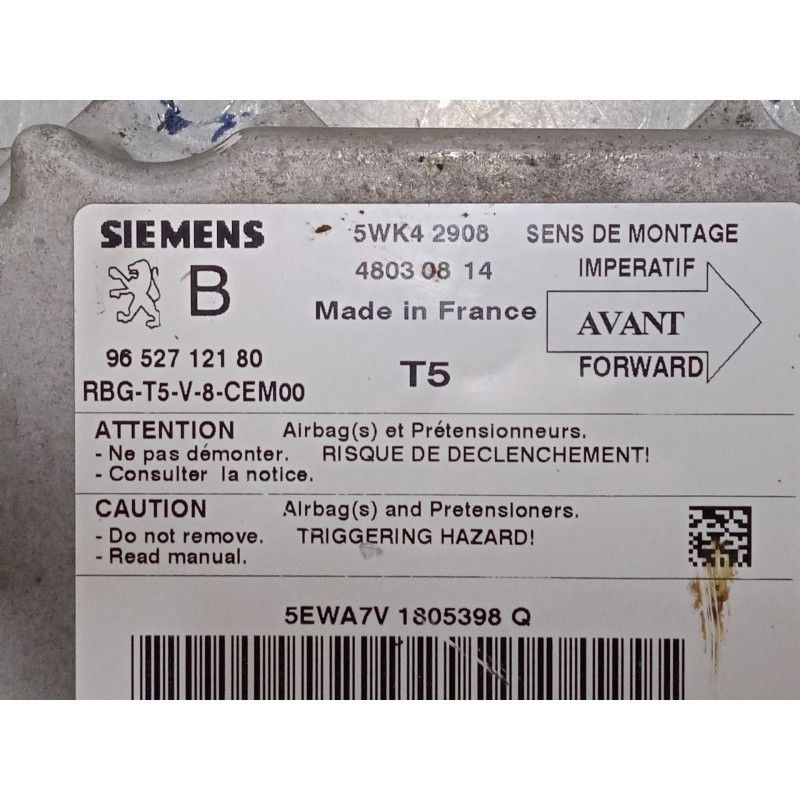 SIEMENS 5WK4 2908 SENS DE MONTAGE
B 4803 08 14 IMPERATIF
Made in France AVANT
96 527 121 80 T5 FORWARD
RBG-T5-V-8-CEM00
ATTENTION Airbag(s) et Prétensionneurs.
- Ne pas démonter. RISQUE DE DECLENCHEMENT!
- Consulter la notice.
CAUTION Airbag(s) and Pretensioners.
- Do not remove. TRIGGERING HAZARD!
- Read manual.
5EWA7V 1805398 Q